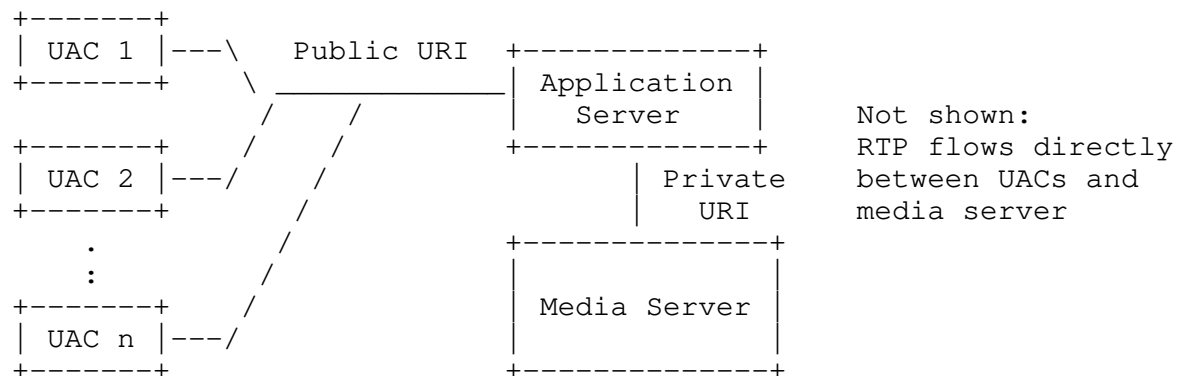 UAC 1 Public URI
Application
Server Not shown:
RTP flows directly
UAC 2 Private between UACs and
URI media server
.
:
Media Server
UAC n